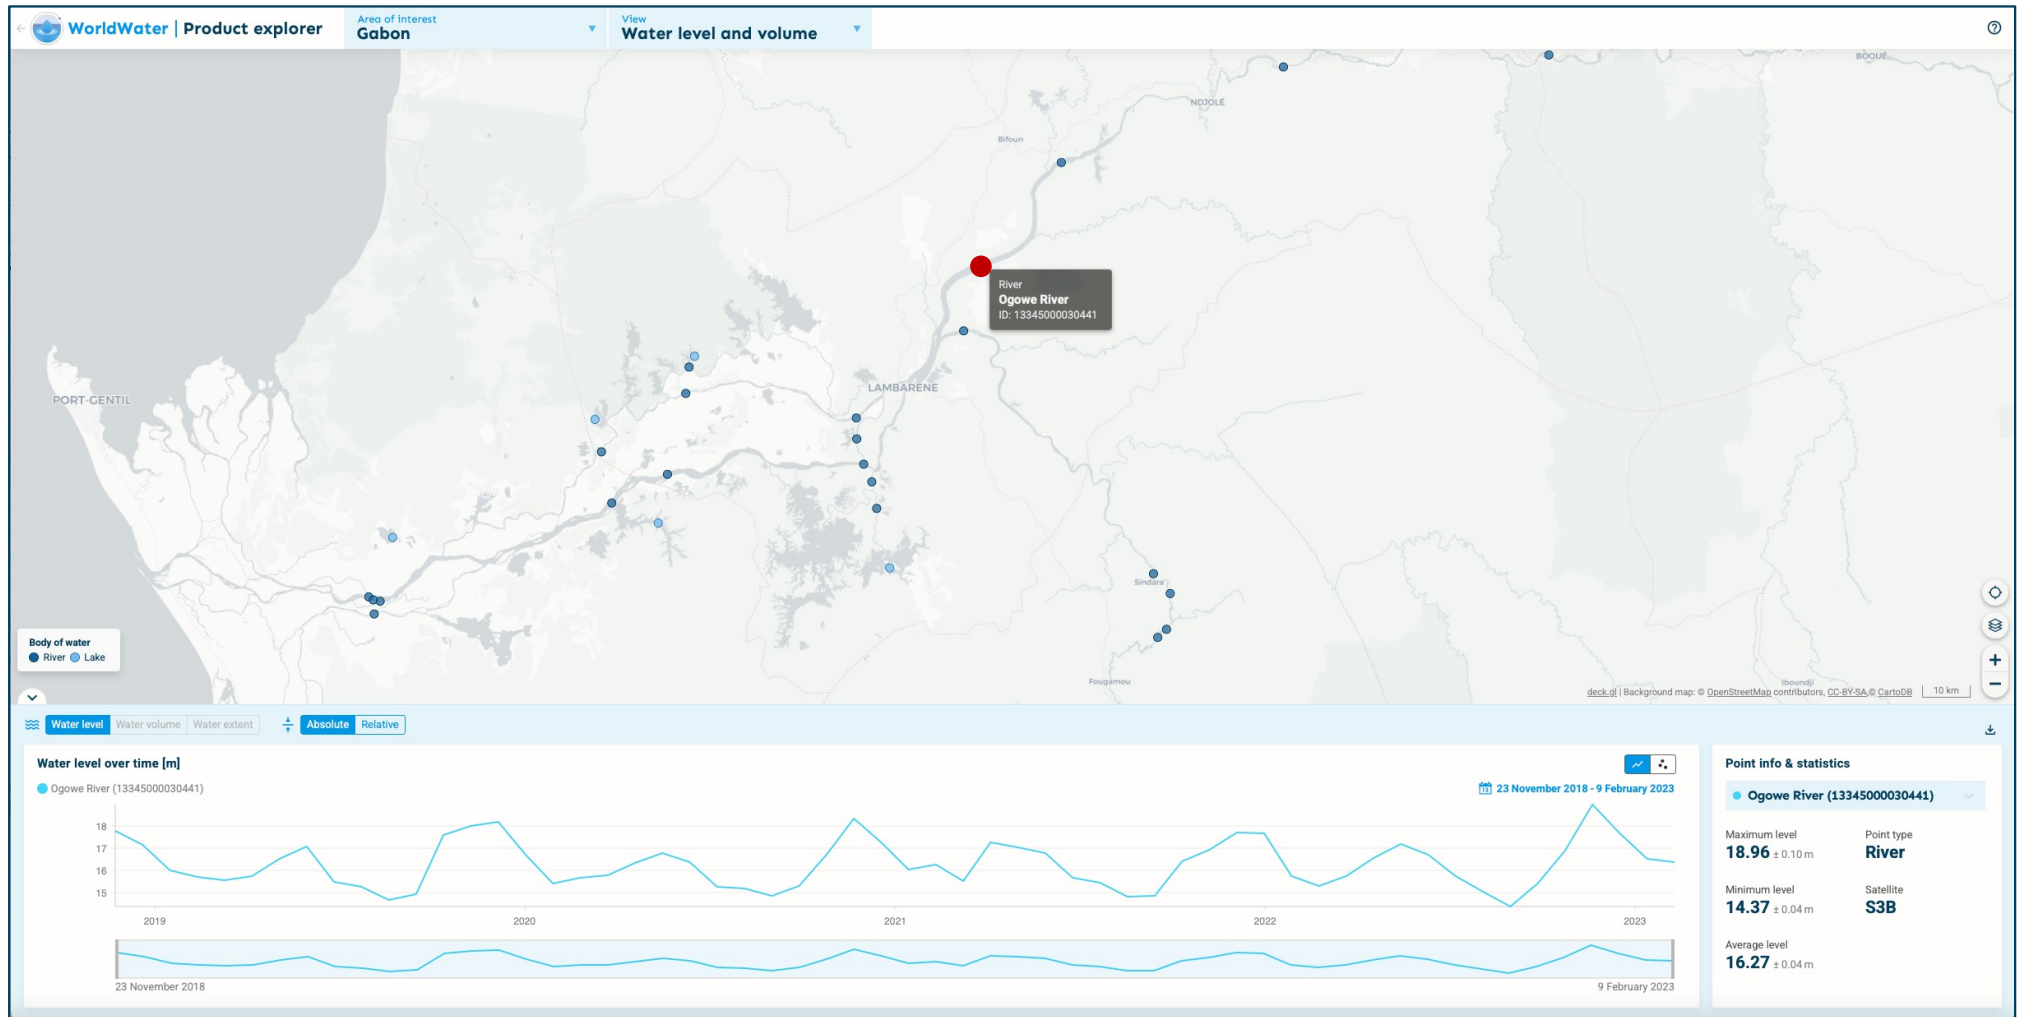 WorldWater | Product explorer
Area of interest
Gabon
View
Water level and volume
BOOUÉ
NDJOLÉ
Bifoun
River
Ogowe River
ID: 13345000030441
LAMBARENE
PORT-GENTIL
Sindara
Fougamou
Iboundji
Body of water
River Lake
deck.gl | Background map: © OpenStreetMap contributors, CC-BY-SA,© CartoDB
10 km
Water level Water volume Water extent
Absolute Relative
Water level over time [m]
Ogowe River (13345000030441)
23 November 2018 - 9 February 2023
18
17
16
15
2019 2020 2021 2022 2023
23 November 2018
9 February 2023
Point info & statistics
Ogowe River (13345000030441)
Maximum level Point type
18.96 ± 0.10 m River
Minimum level Satellite
14.37 ± 0.04 m S3B
Average level
16.27 ± 0.04 m